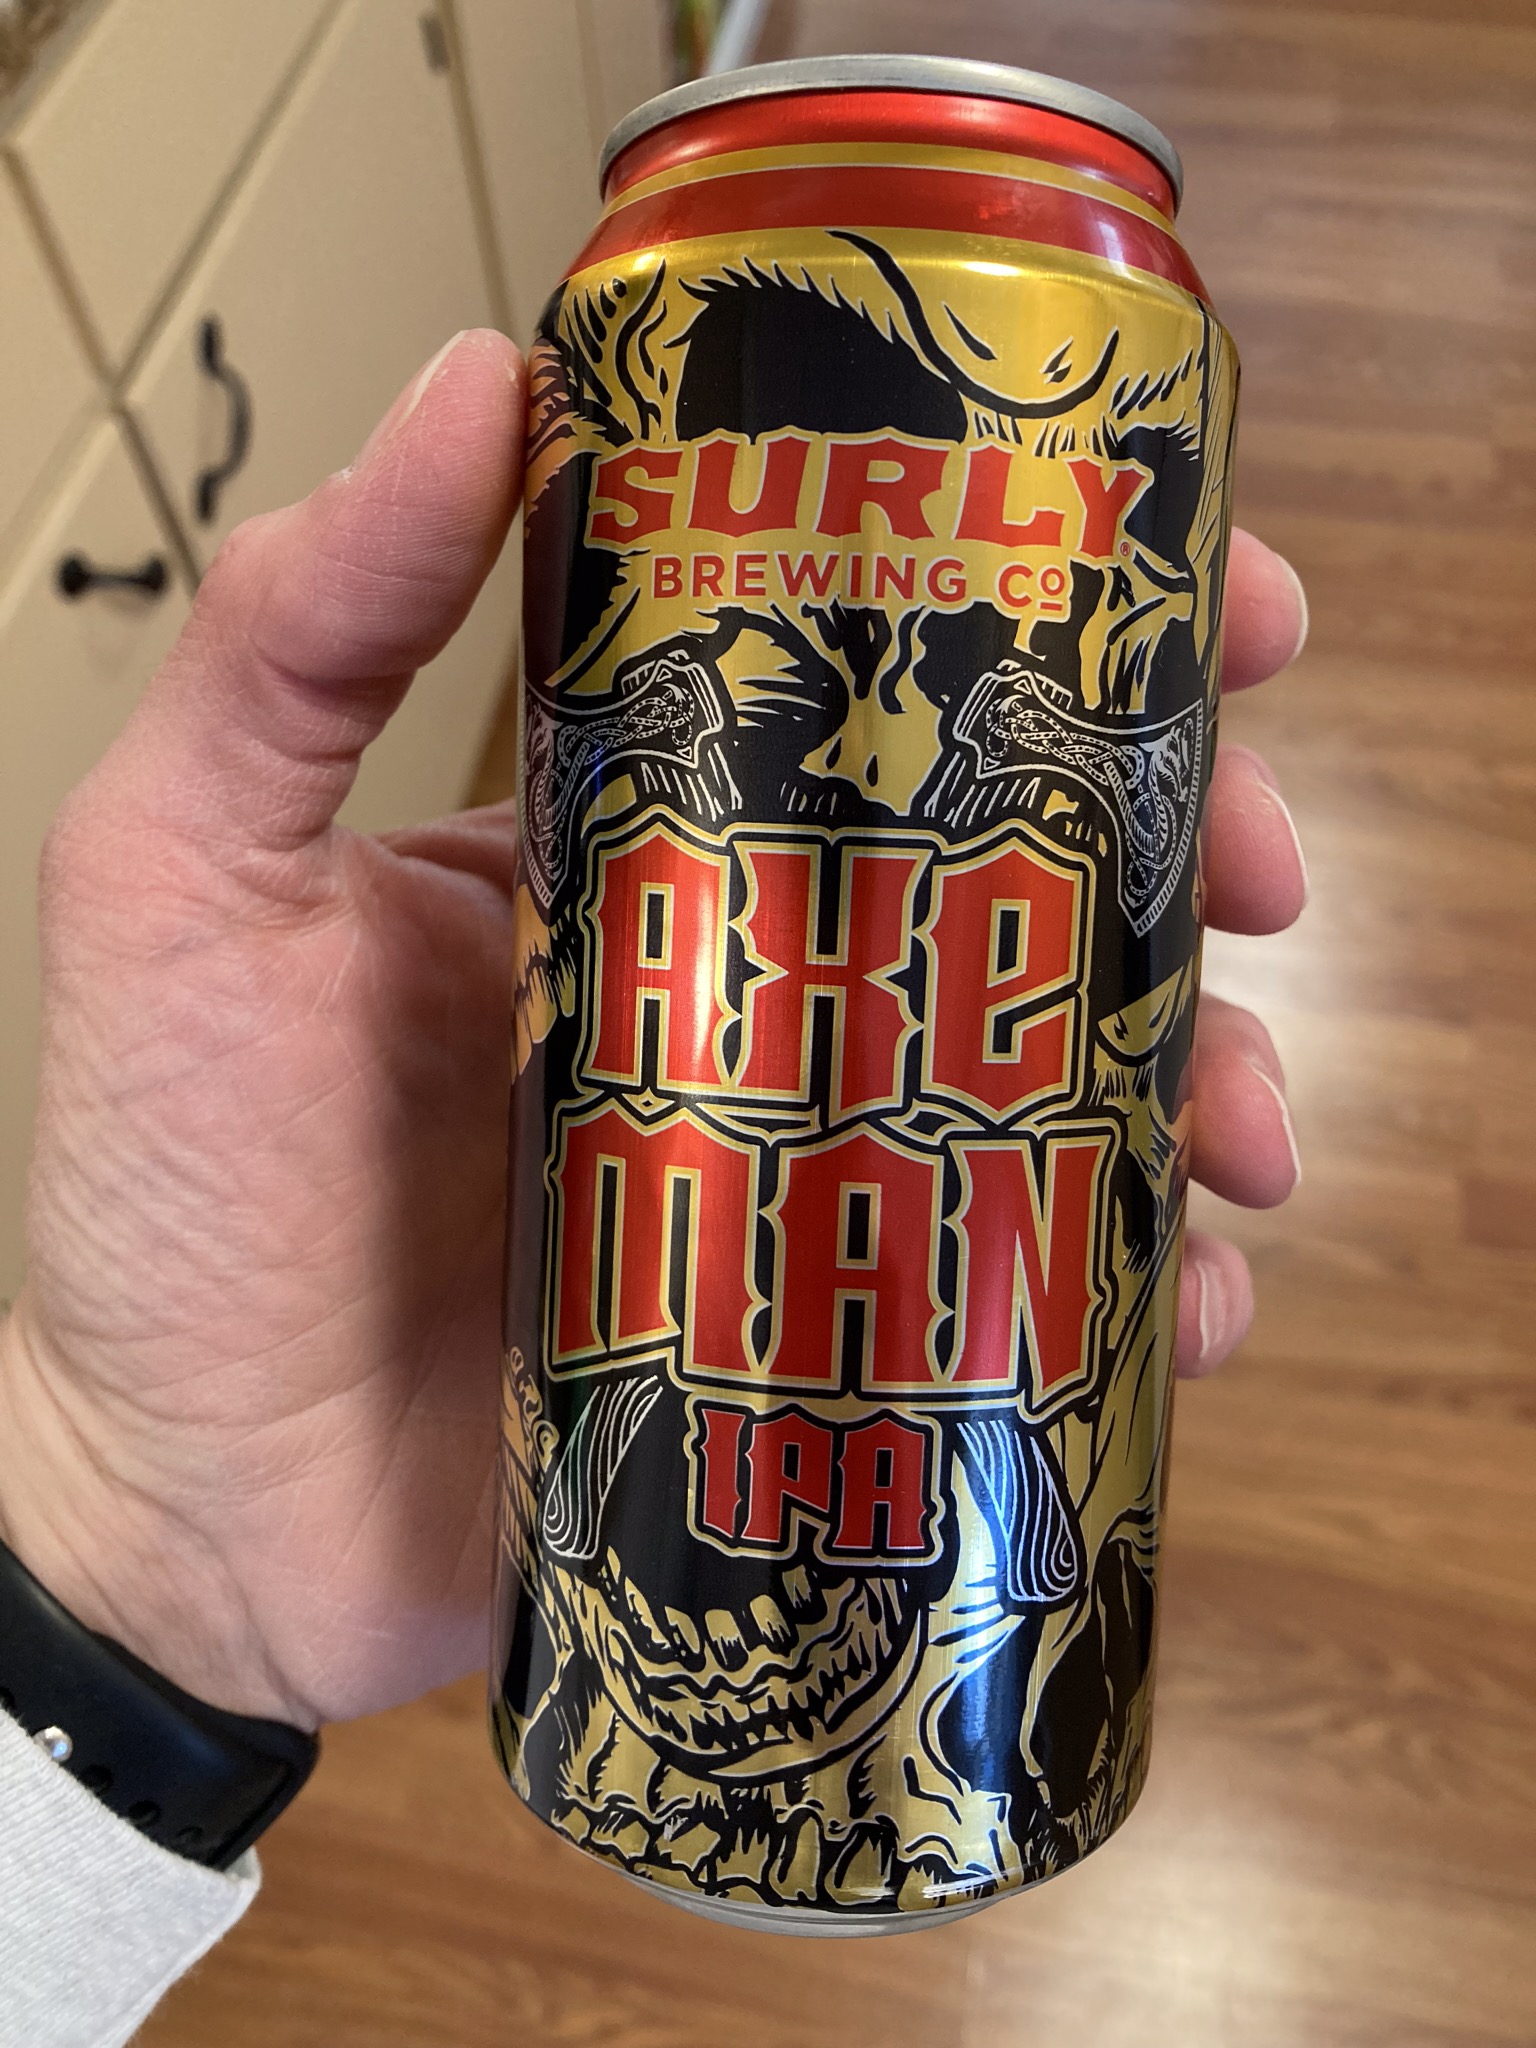 SURLY®
BREWING Cº
AXE
MAN
IPA